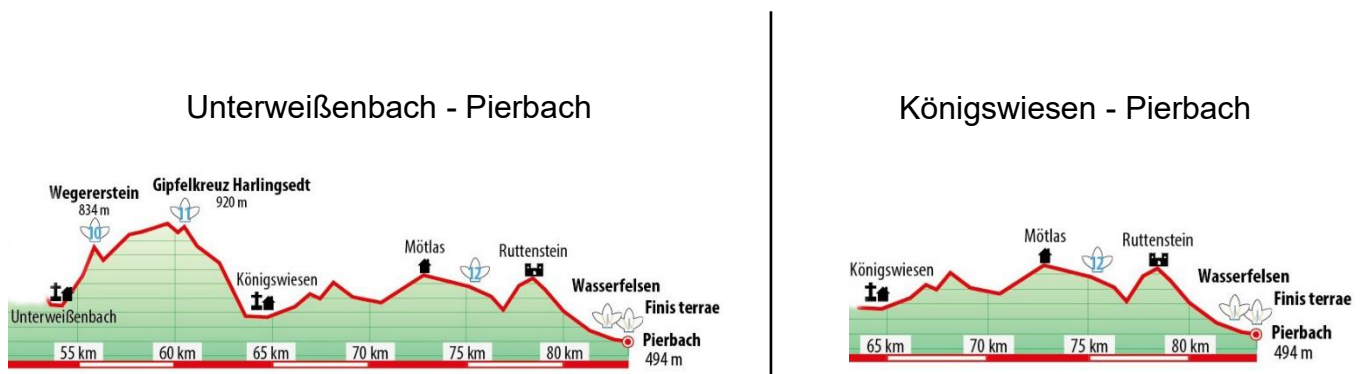 Unterweißenbach - Pierbach
Wegererstein
834 m
10
Gipfelkreuz Harlingsedt
920 m
11
Unterweißenbach
Königswiesen
Mötlas
12
Ruttenstein
Wasserfelsen
Finis terrae
Pierbach
494 m
55 km 60 km 65 km 70 km 75 km 80 km
Königswiesen - Pierbach
Königswiesen
Mötlas
12
Ruttenstein
Wasserfelsen
Finis terrae
Pierbach
494 m
65 km 70 km 75 km 80 km